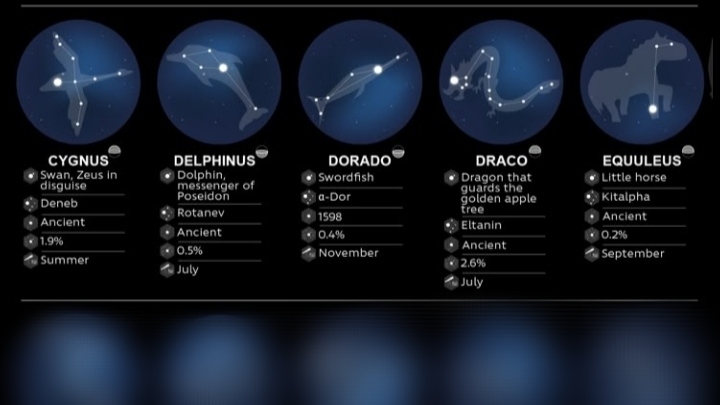 CYGNUS
Swan, Zeus in
disguise
Deneb
Ancient
1.9%
Summer
DELPHINUS
Dolphin,
messenger of
Poseidon
Rotanev
Ancient
0.5%
July
DORADO
Swordfish
α-Dor
1598
0.4%
November
DRACO
Dragon that
guards the
golden apple
tree
Eltanin
Ancient
2.6%
July
EQUULEUS
Little horse
Kitalpha
Ancient
0.2%
September